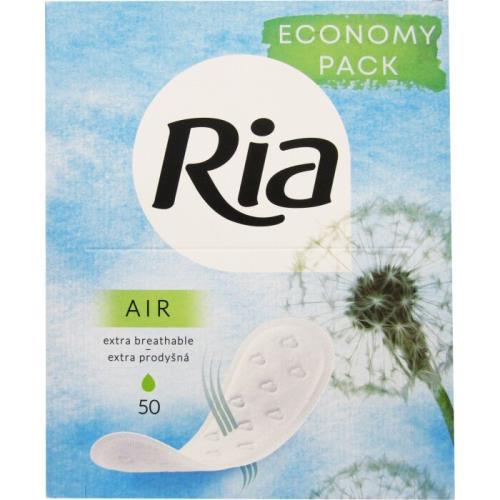 ECONOMY
PACK
Ria
AIR
extra breathable
–
extra prodyšná
50